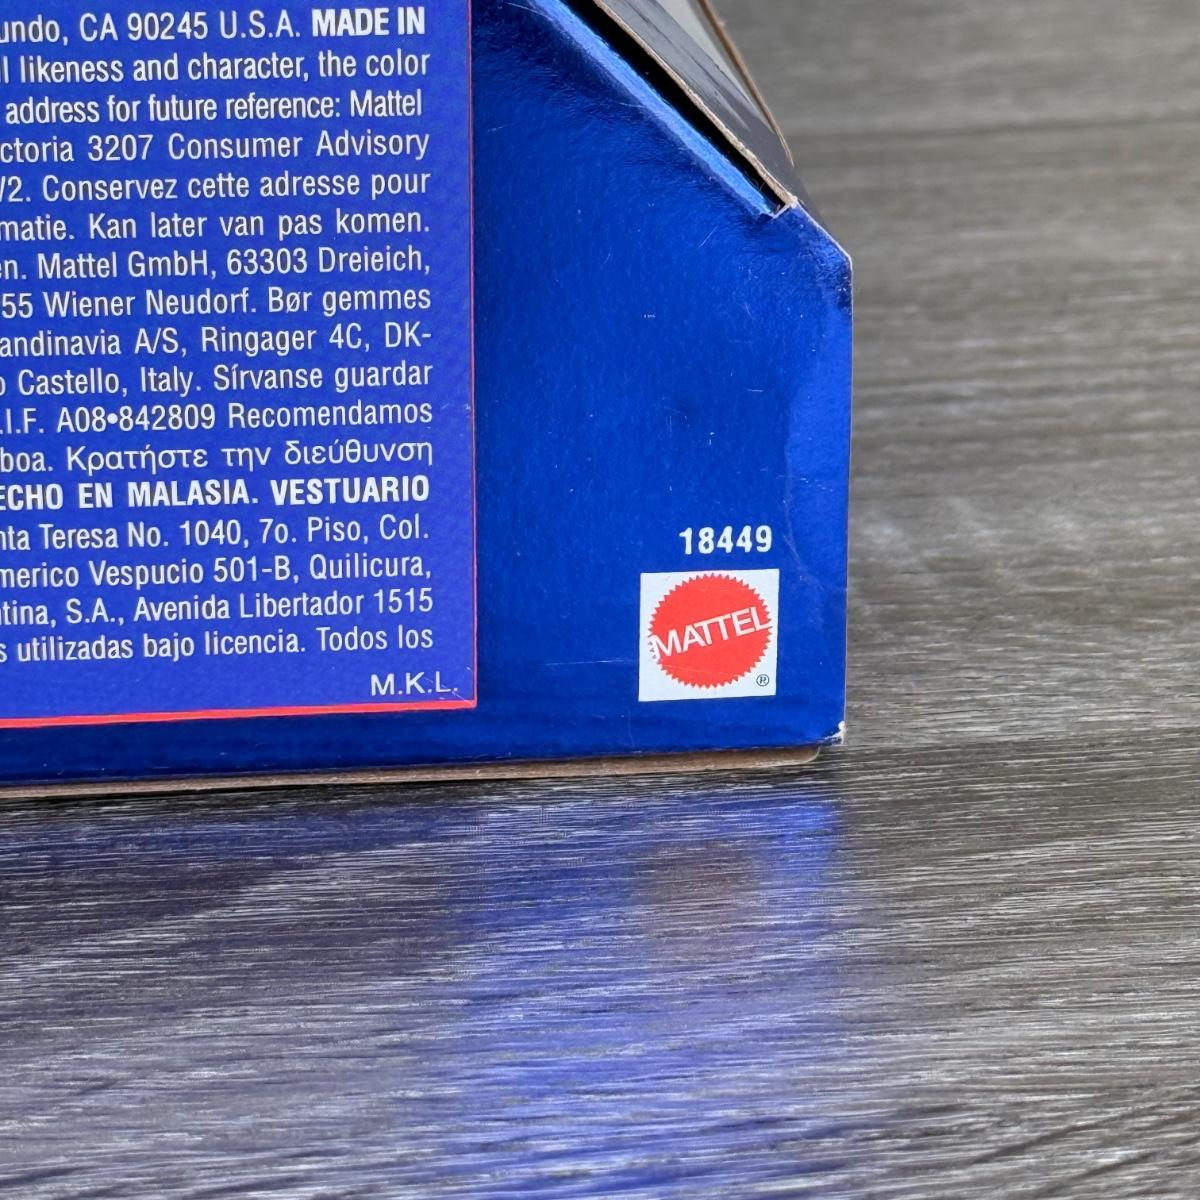 undo, CA 90245 U.S.A. MADE IN
l likeness and character, the color
address for future reference: Mattel
ctoria 3207 Consumer Advisory
/2. Conservez cette adresse pour
matie. Kan later van pas komen.
en. Mattel GmbH, 63303 Dreieich,
55 Wiener Neudorf. Bør gemmes
andinavia A/S, Ringager 4C, DK-
o Castello, Italy. Sírvanse guardar
.I.F. A08•842809 Recomendamos
boa. Κρατήστε την διεύθυνση
ECHO EN MALASIA. VESTUARIO
nta Teresa No. 1040, 7o. Piso, Col.
merico Vespucio 501-B, Quilicura,
ntina, S.A., Avenida Libertador 1515
s utilizadas bajo licencia. Todos los
M.K.L.
18449
MATTEL
®